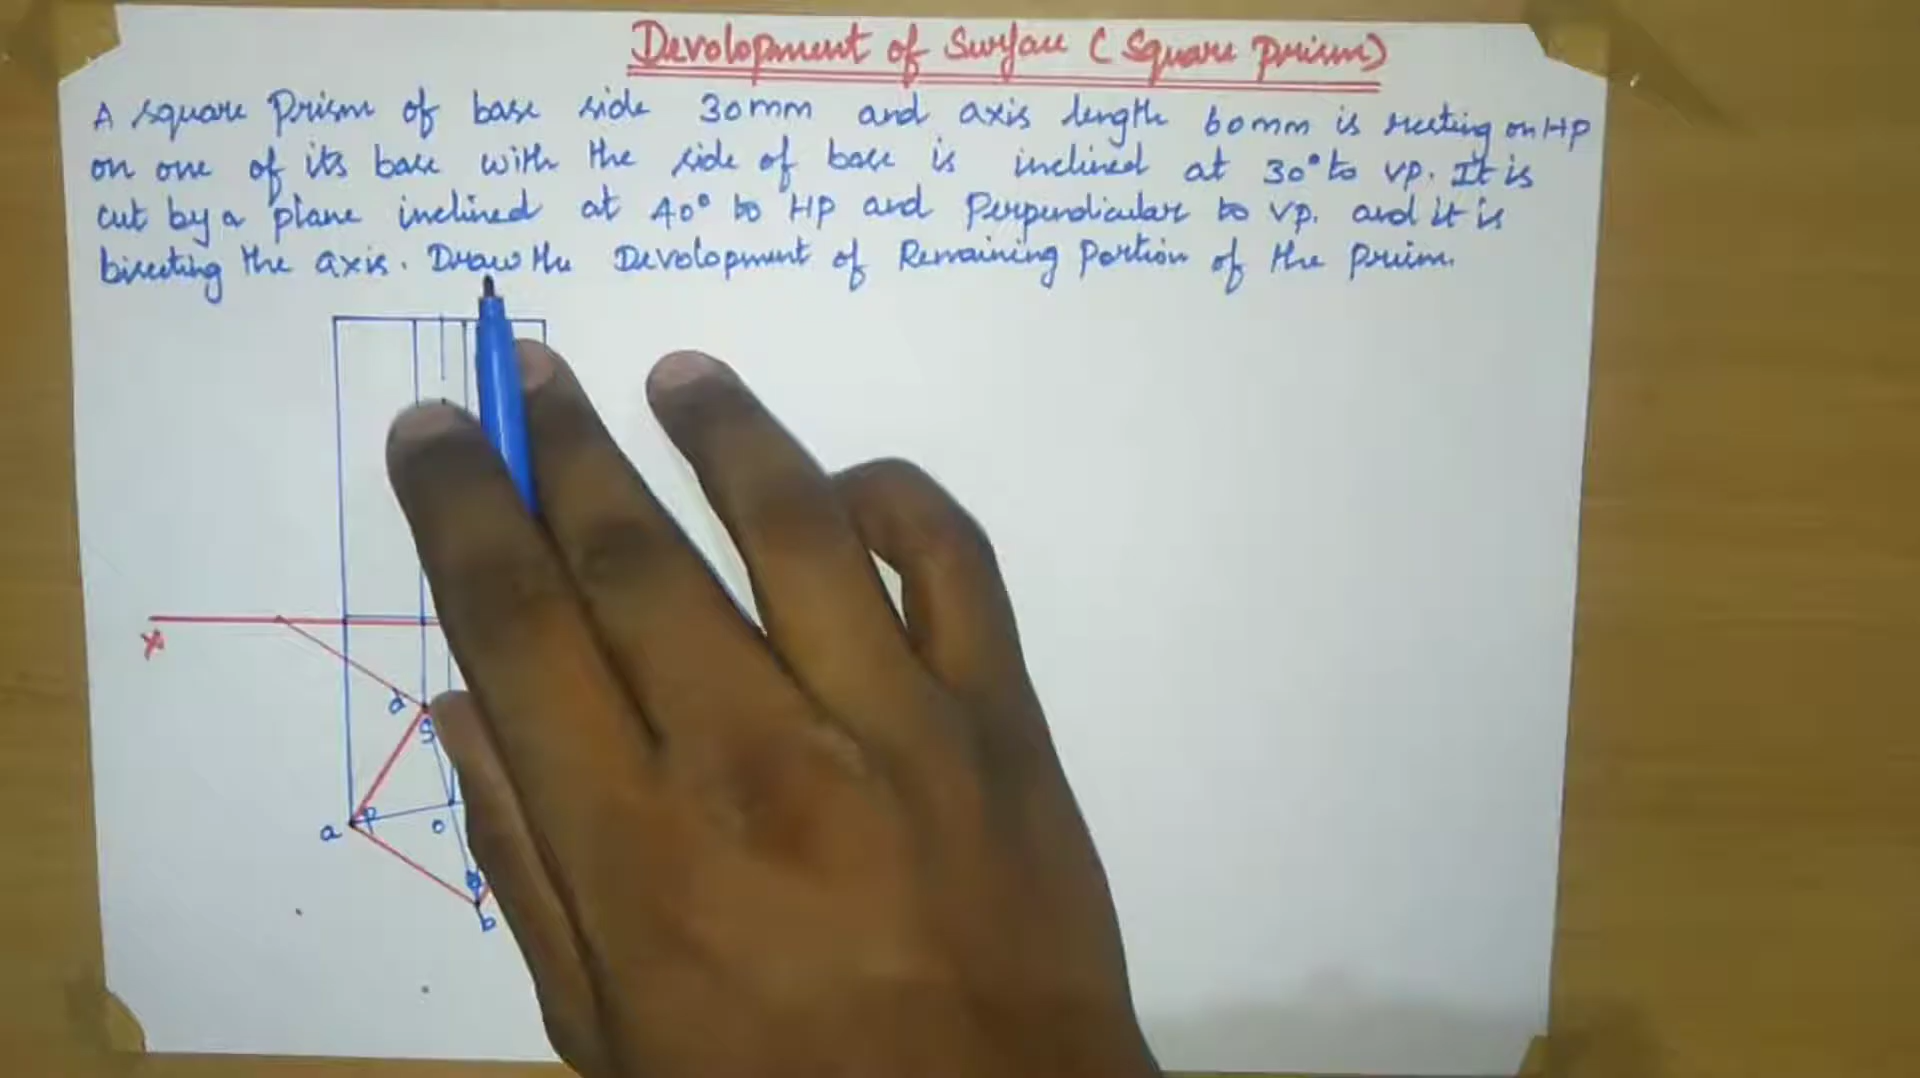 Devolopment of Surface (Square Prism)
A square Prism of base side 30mm and axis length 60mm is resting on HP
on one of its base with the side of base is inclined at 30° to VP. It is
cut by a plane inclined at 40° to HP and Perpendicular to VP. and it is
bisecting the axis. Draw the Devolopment of Remaining Portion of the Prism.
X
d
S
a P
o
b